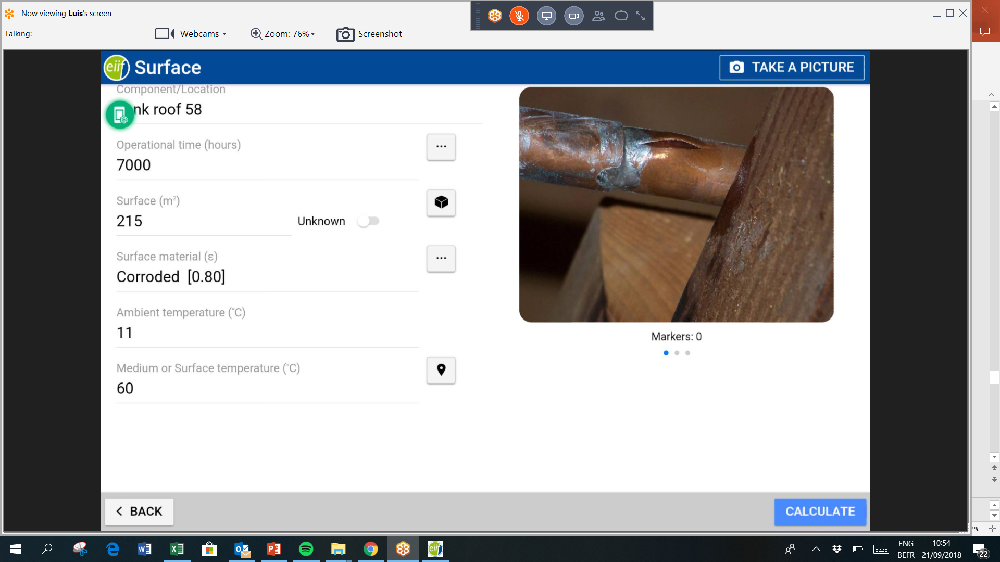 Now viewing Luis's screen
Talking:
Webcams
Zoom: 76%
Screenshot
eiif
Surface
TAKE A PICTURE
Component/Location
nk roof 58
Operational time (hours)
7000
Surface (m²)
215
Unknown
Surface material (ε)
Corroded [0.80]
Ambient temperature (°C)
11
Medium or Surface temperature (°C)
60
Markers: 0
BACK
CALCULATE
2%
ENG
BEFR
10:54
21/09/2018
22
eiif